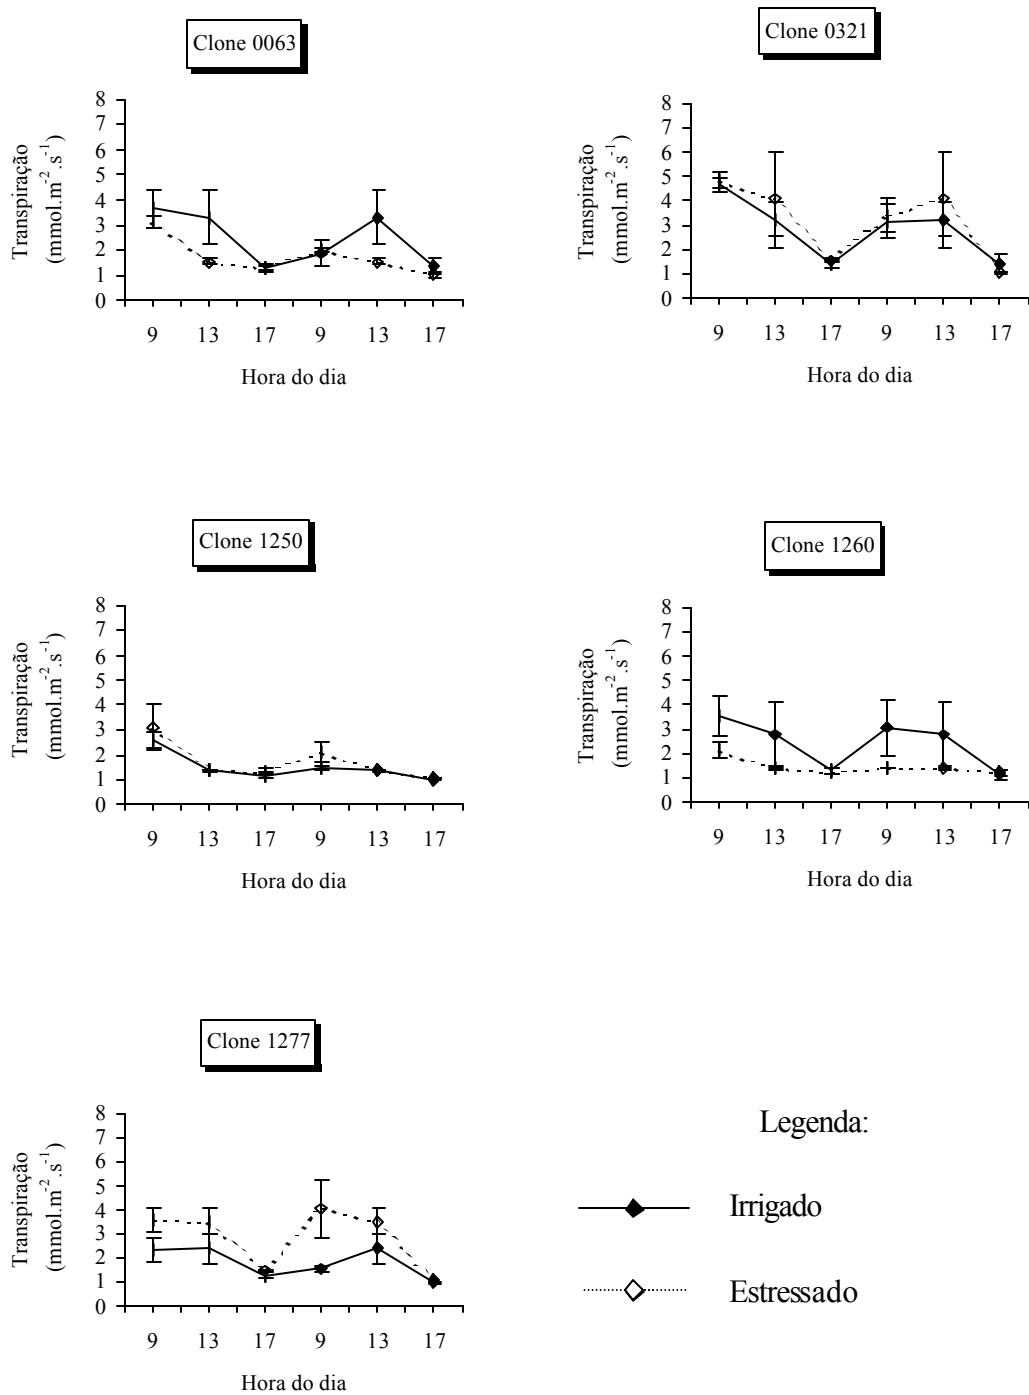 Clone 0063
Transpiração
(mmol.m-2.s-1)
8
7
6
5
4
3
2
1
0
9 13 17 9 13 17
Hora do dia
Clone 0321
Transpiração
(mmol.m-2.s-1)
8
7
6
5
4
3
2
1
0
9 13 17 9 13 17
Hora do dia
Clone 1250
Transpiração
(mmol.m-2.s-1)
8
7
6
5
4
3
2
1
0
9 13 17 9 13 17
Hora do dia
Clone 1260
Transpiração
(mmol.m-2.s-1)
8
7
6
5
4
3
2
1
0
9 13 17 9 13 17
Hora do dia
Clone 1277
Transpiração
(mmol.m-2.s-1)
8
7
6
5
4
3
2
1
0
9 13 17 9 13 17
Hora do dia
Legenda:
Irrigado
Estressado